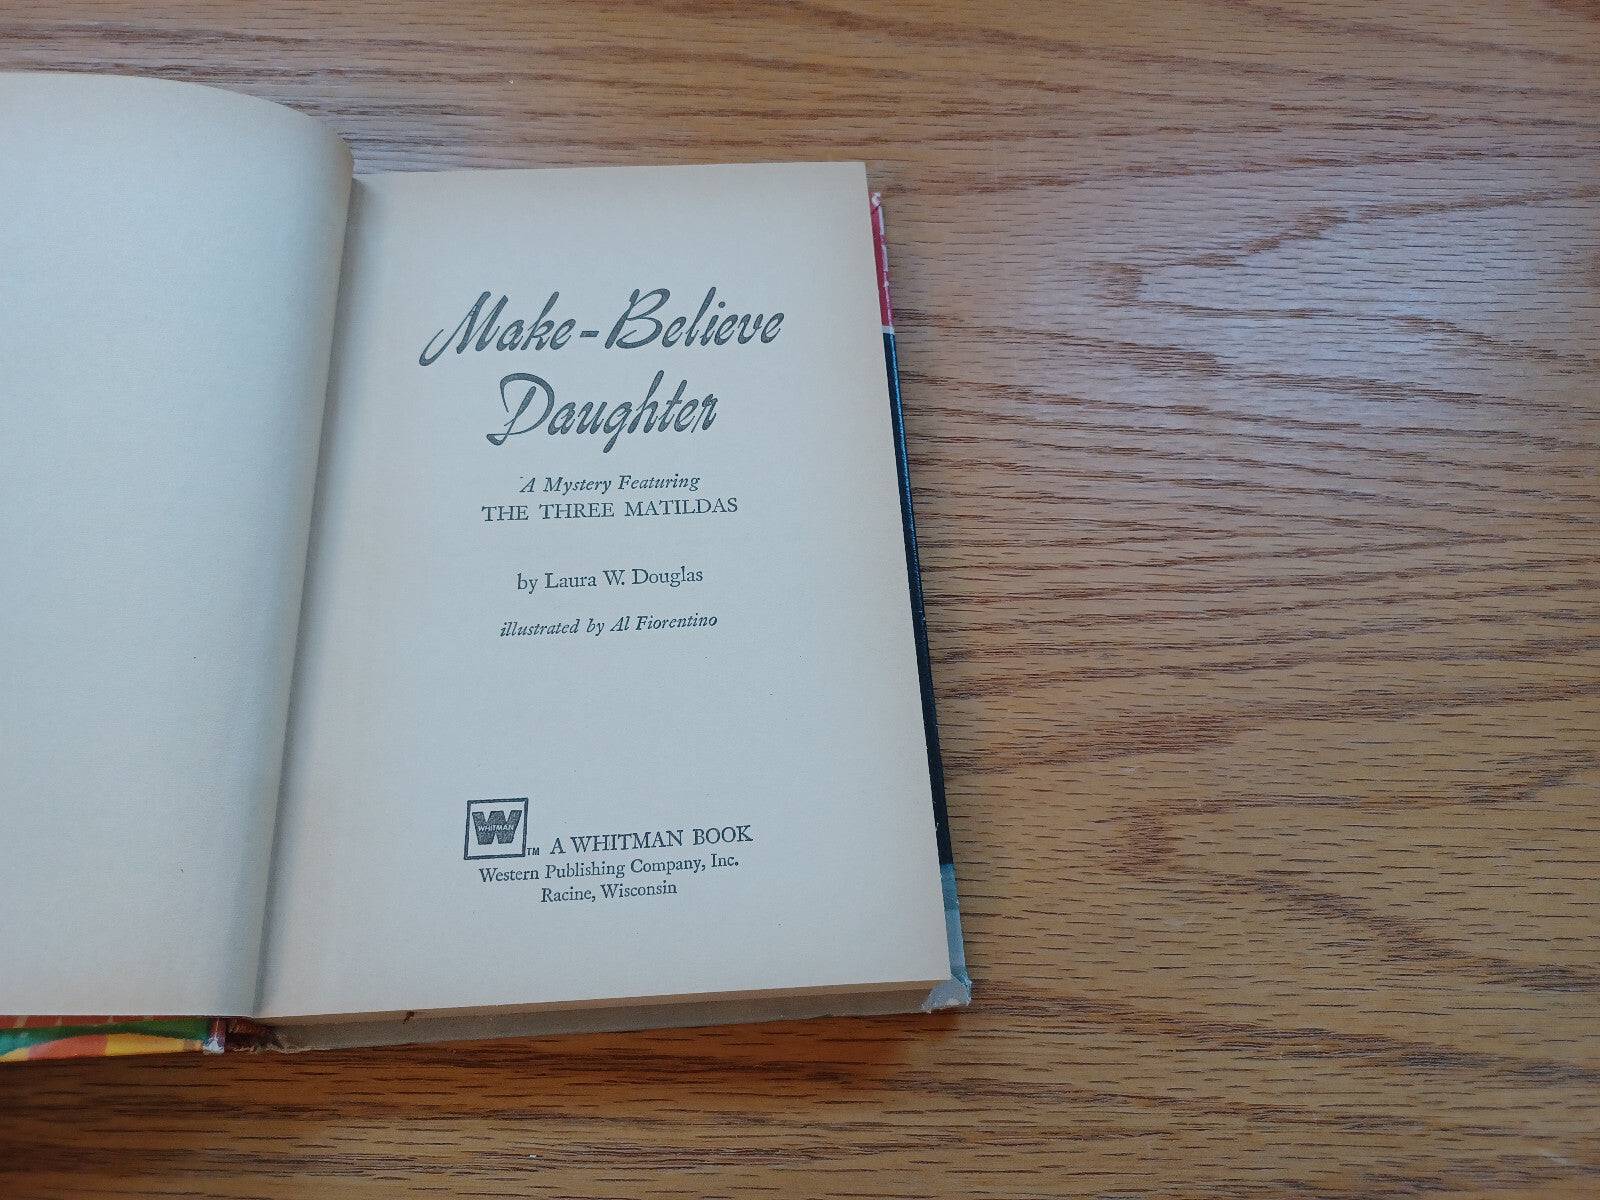 Make-Believe
Daughter
A Mystery Featuring
THE THREE MATILDAS
by Laura W. Douglas
illustrated by Al Fiorentino
W
WHITMAN
TM A WHITMAN BOOK
Western Publishing Company, Inc.
Racine, Wisconsin